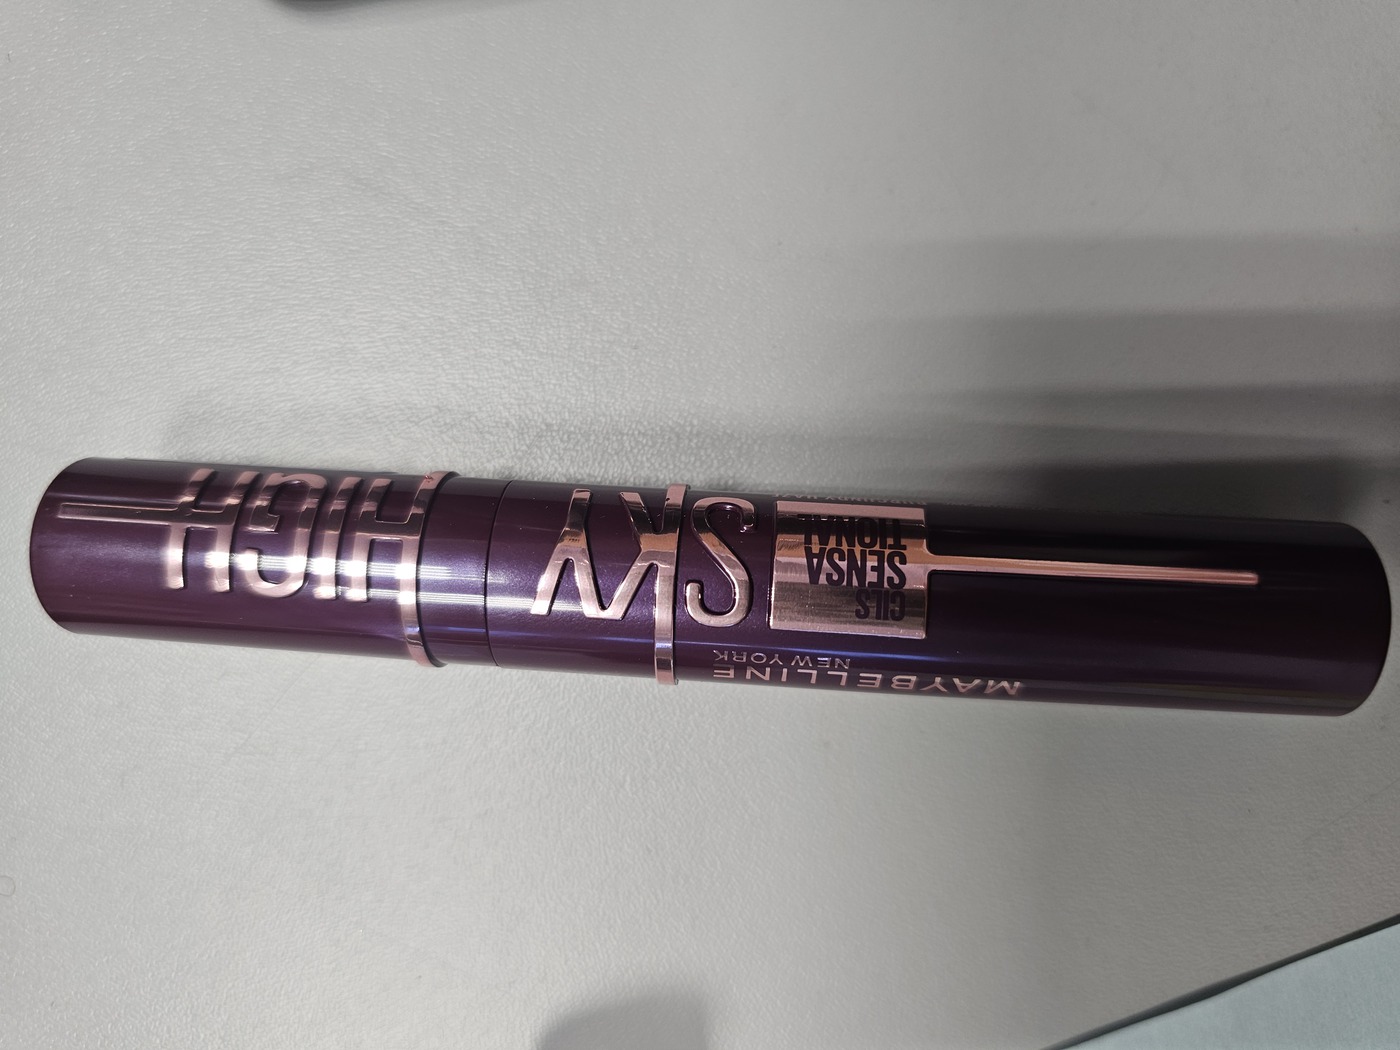 MAYBELLINE
NEW YORK
CILS
SENSA
TIONAL
SKY
HIGH